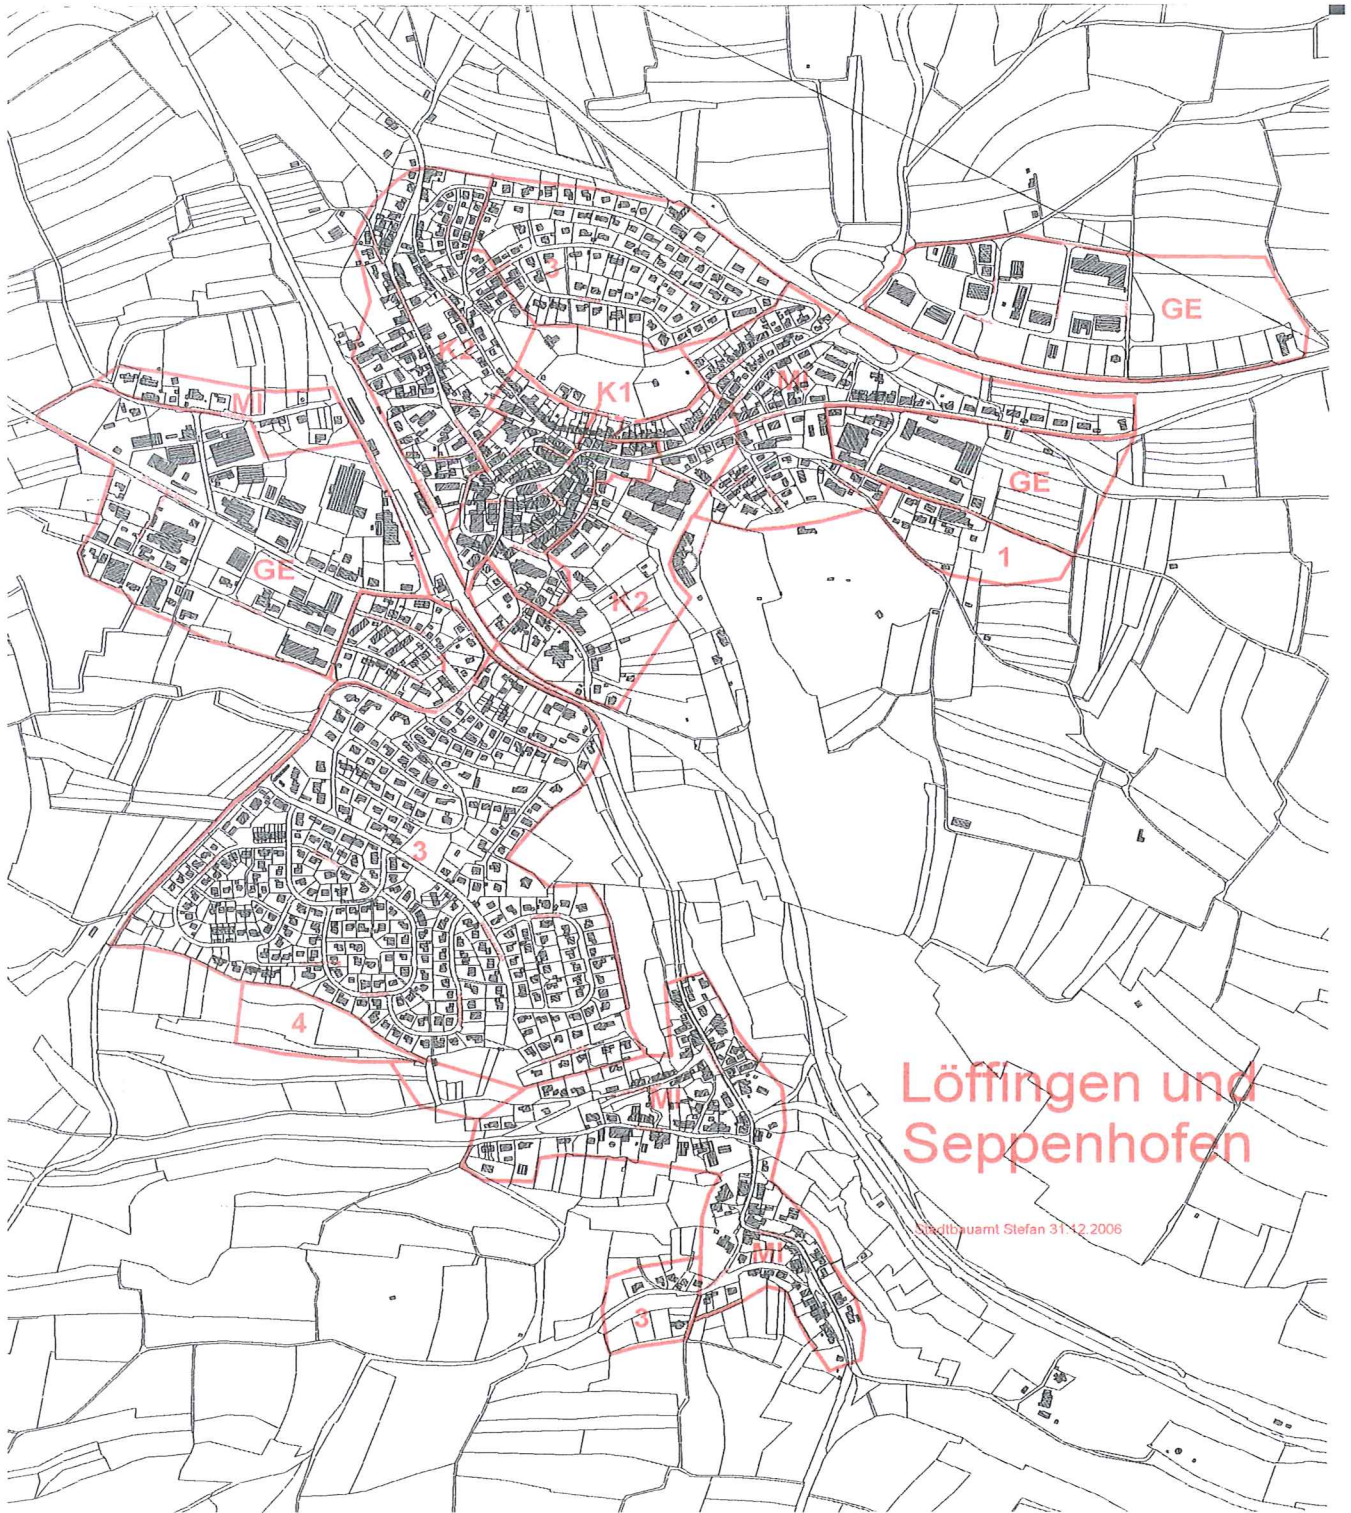 3
GE
K2
K1
MI
MI
GE
GE
1
K2
3
4
MI
Löffingen und
Seppenhofen
Stadtbauamt Stefan 31.12.2006
MI
3